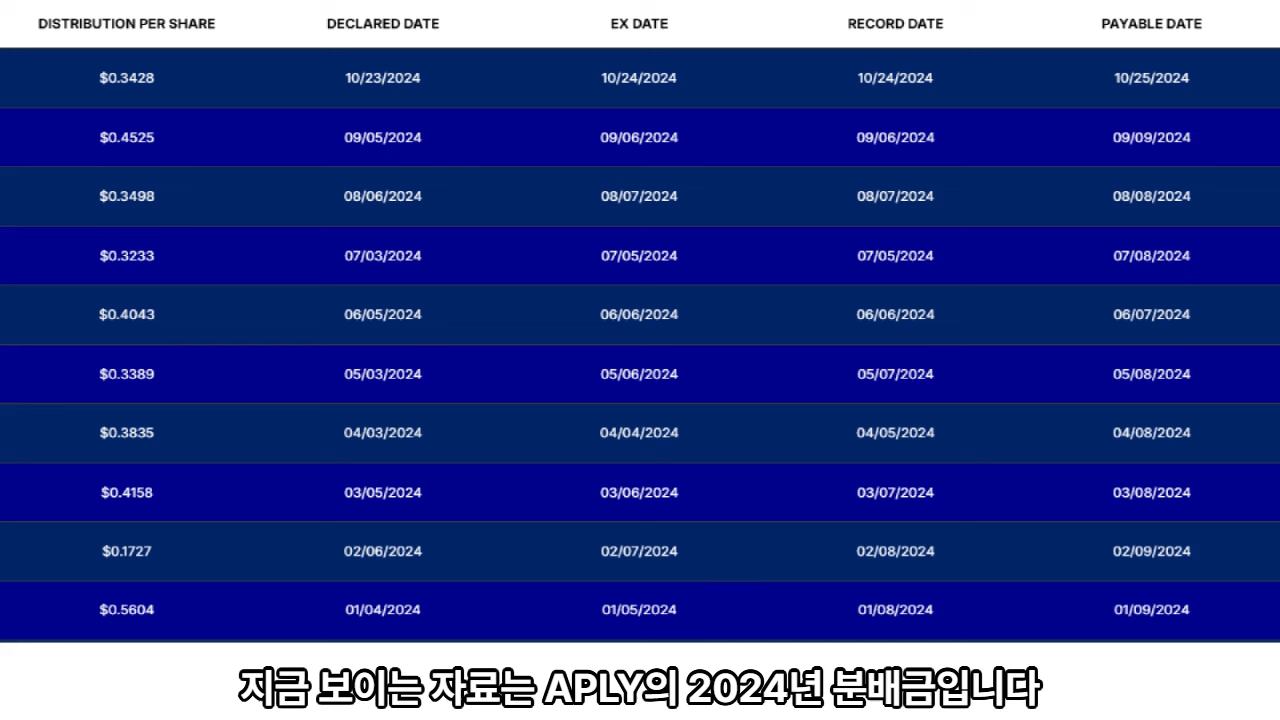 DISTRIBUTION PER SHARE DECLARED DATE EX DATE RECORD DATE PAYABLE DATE
$0.3428 10/23/2024 10/24/2024 10/24/2024 10/25/2024
$0.4525 09/05/2024 09/06/2024 09/06/2024 09/09/2024
$0.3498 08/06/2024 08/07/2024 08/07/2024 08/08/2024
$0.3233 07/03/2024 07/05/2024 07/05/2024 07/08/2024
$0.4043 06/05/2024 06/06/2024 06/06/2024 06/07/2024
$0.3389 05/03/2024 05/06/2024 05/07/2024 05/08/2024
$0.3835 04/03/2024 04/04/2024 04/05/2024 04/08/2024
$0.4158 03/05/2024 03/06/2024 03/07/2024 03/08/2024
$0.1727 02/06/2024 02/07/2024 02/08/2024 02/09/2024
$0.5604 01/04/2024 01/05/2024 01/08/2024 01/09/2024
지금 보이는 자료는 APLY의 2024년 분배금입니다